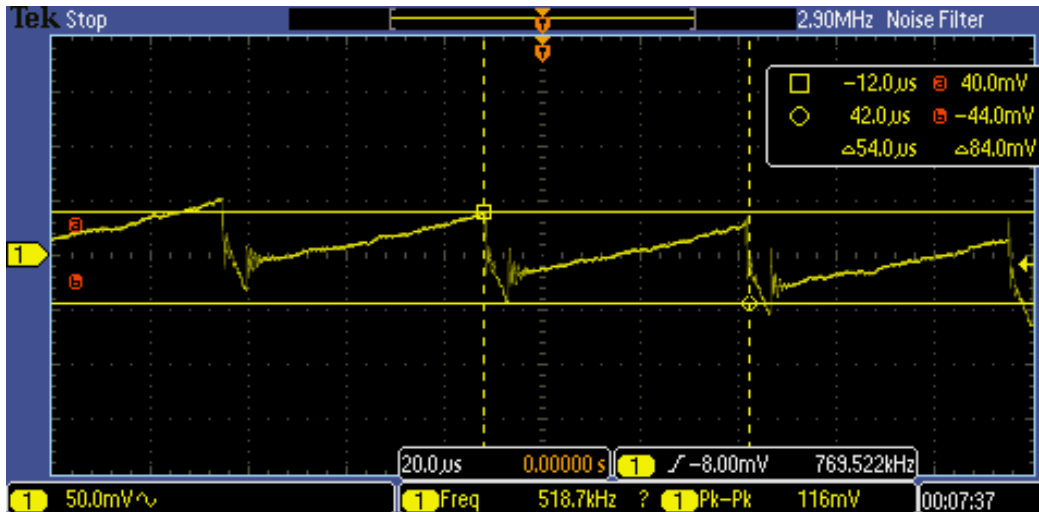 Tek Stop 2.90MHz Noise Filter
T
T
-12.0µs a 40.0mV
42.0µs b -44.0mV
△54.0µs △84.0mV
a
1
b
20.0µs 0.00000 s 1 -8.00mV 769.522kHz
1 50.0mV 1 Freq 518.7kHz ? 1 Pk-Pk 116mV 00:07:37